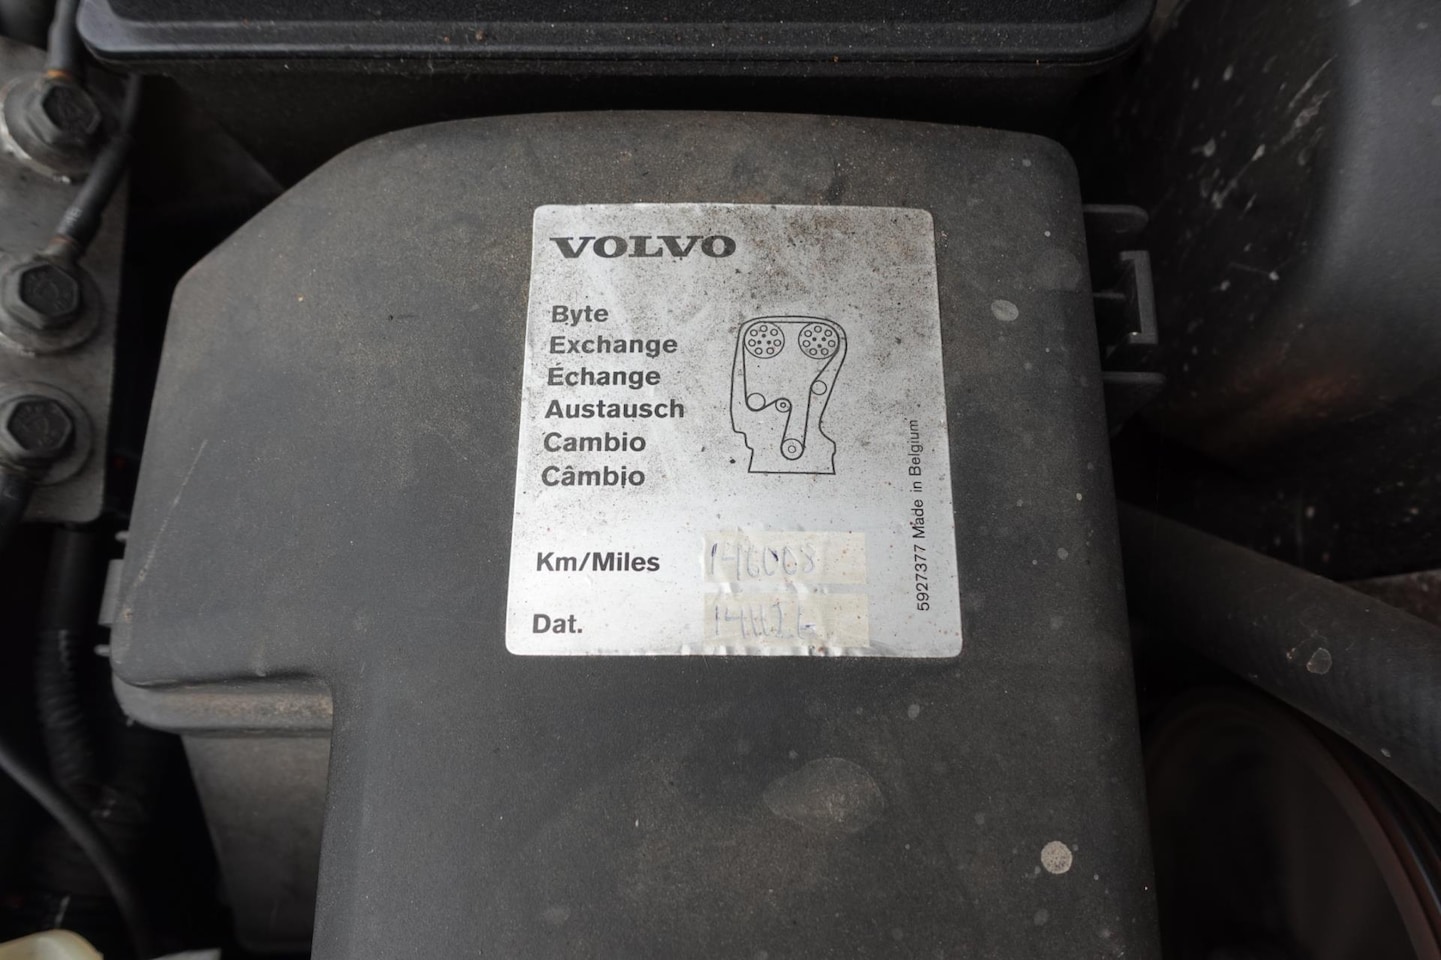 VOLVO
Byte
Exchange
Échange
Austausch
Cambio
Câmbio
Km/Miles
Dat.
5927377 Made in Belgium